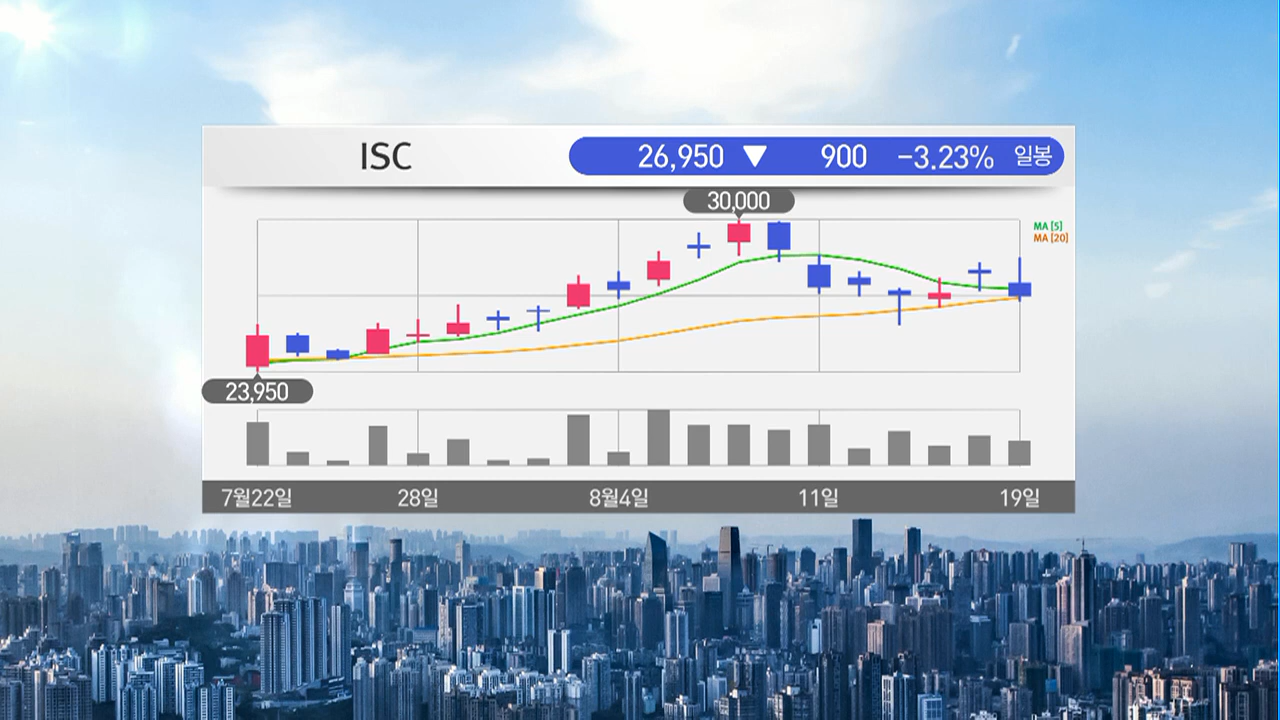 ISC
26,950 ▼ 900 -3.23% 일봉
30,000
MA [5]
MA [20]
23,950
7월22일 28일 8월4일 11일 19일